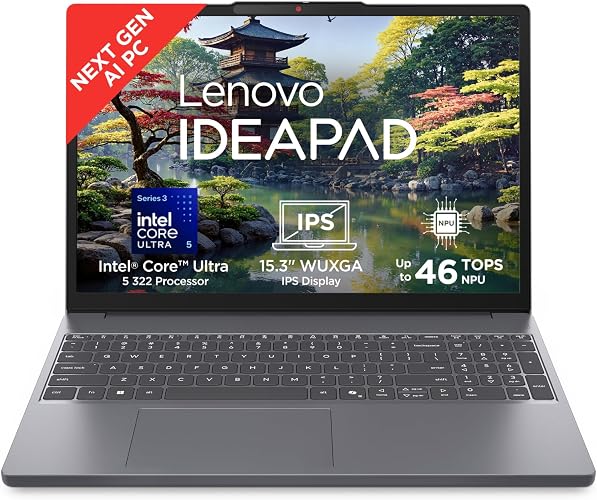 NEXT GEN
AI PC
Lenovo
IDEAPAD
Series 3
intel
CORE
ULTRA 5
IPS
NPU
Intel® Core™ Ultra
5 322 Processor
15.3" WUXGA
IPS Display
Up to 46 TOPS
NPU